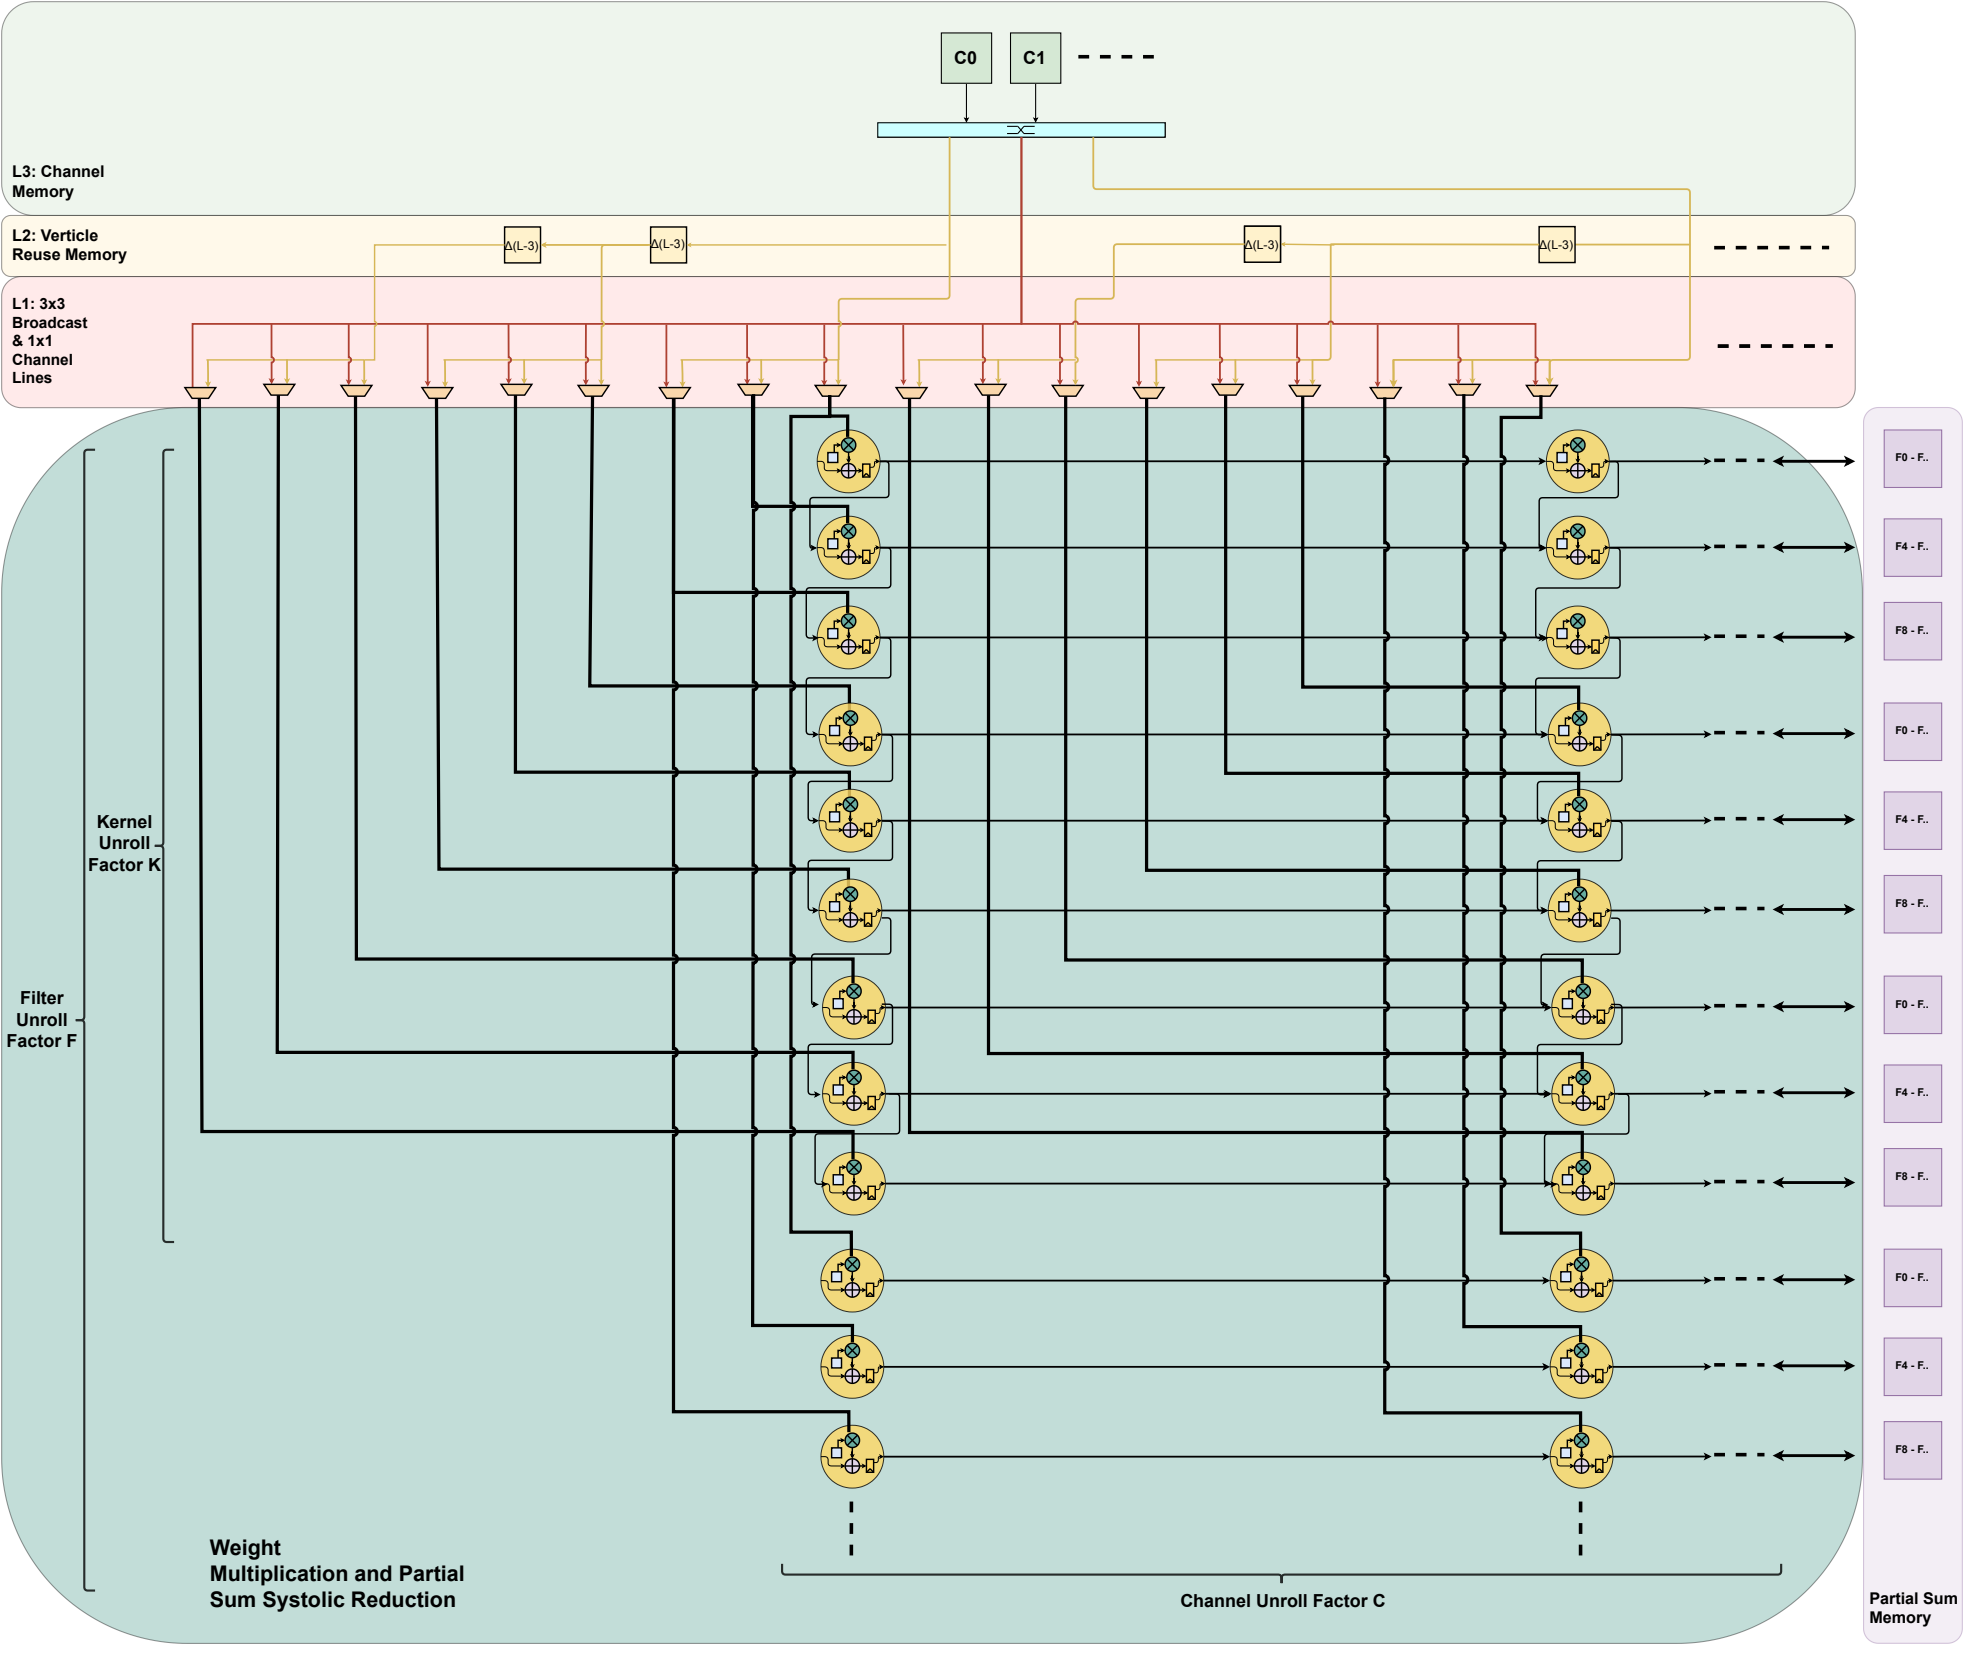 C0
C1
L3: Channel
Memory
L2: Verticle
Reuse Memory
Δ(L-3)
Δ(L-3)
Δ(L-3)
Δ(L-3)
L1: 3x3
Broadcast
& 1x1
Channel
Lines
F0 - F..
F4 - F..
F8 - F..
F0 - F..
F4 - F..
F8 - F..
F0 - F..
F4 - F..
F8 - F..
F0 - F..
F4 - F..
F8 - F..
Kernel
Unroll
Factor K
Filter
Unroll
Factor F
Weight
Multiplication and Partial
Sum Systolic Reduction
Channel Unroll Factor C
Partial Sum
Memory